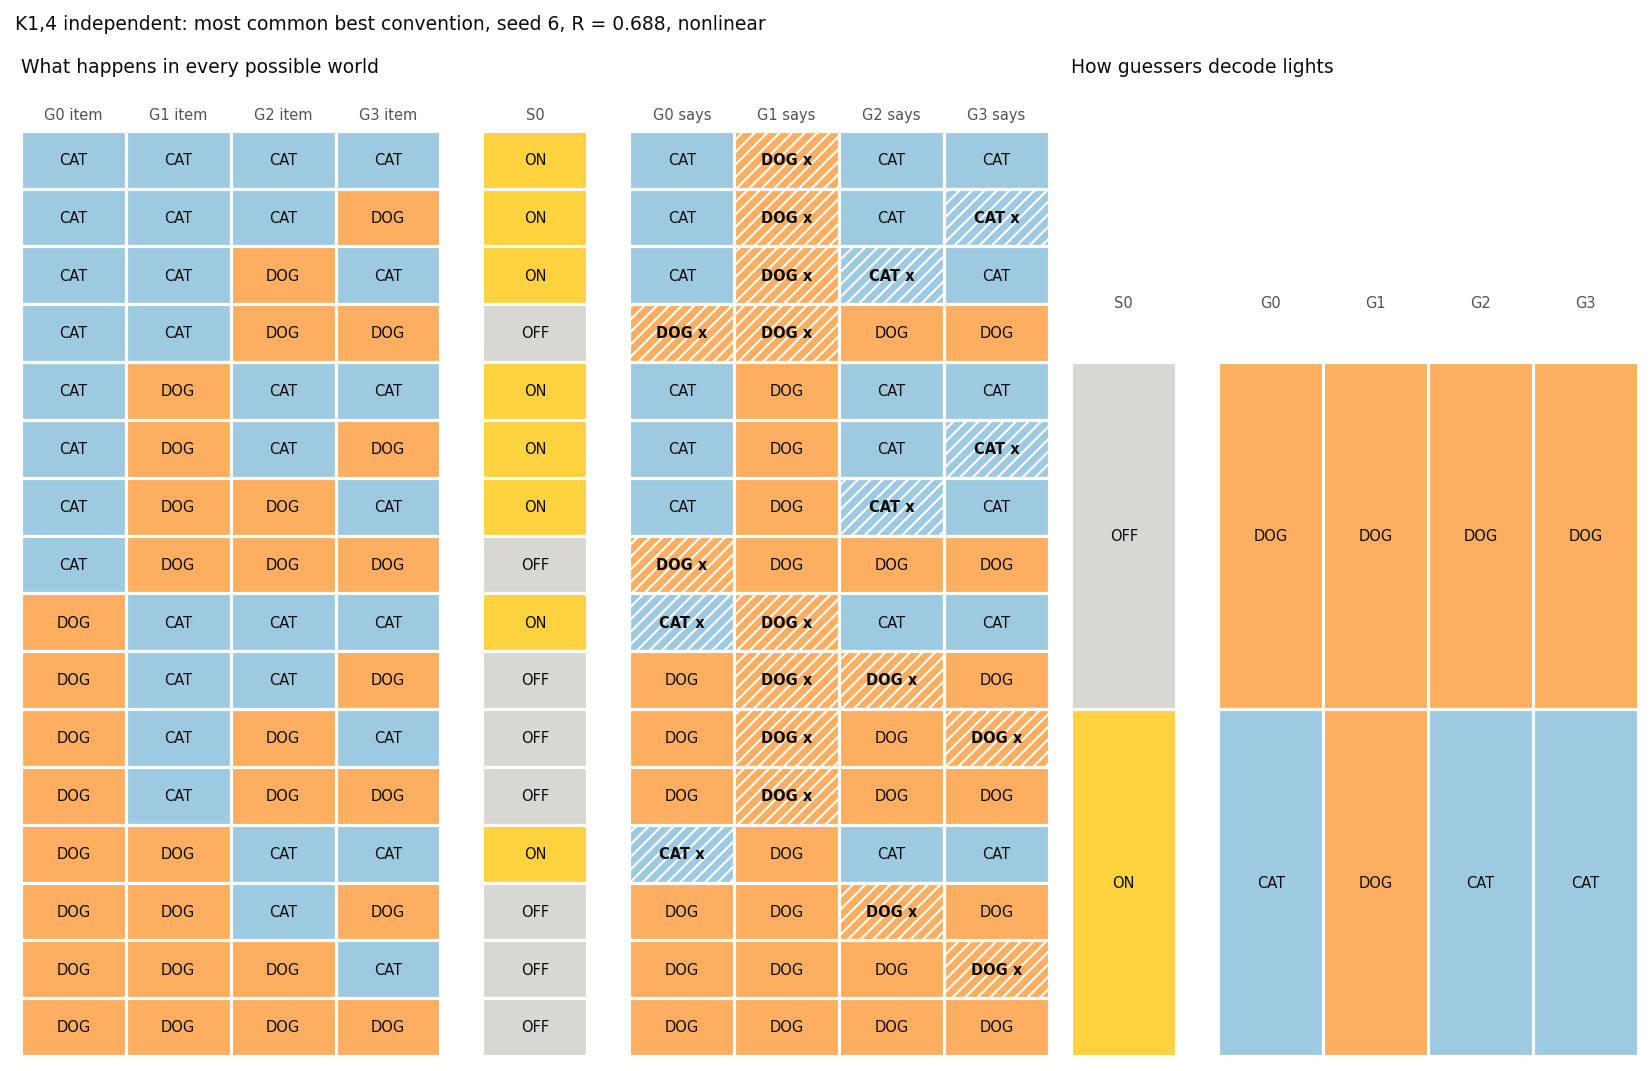 K1,4 independent: most common best convention, seed 6, R = 0.688, nonlinear
What happens in every possible world
How guessers decode lights
G0 item G1 item G2 item G3 item S0 G0 says G1 says G2 says G3 says
CAT CAT CAT CAT ON CAT DOG x CAT CAT
CAT CAT CAT DOG ON CAT DOG x CAT CAT x
CAT CAT DOG CAT ON CAT DOG x CAT x CAT
S0 G0 G1 G2 G3
CAT CAT DOG DOG OFF DOG x DOG x DOG DOG
CAT DOG CAT CAT ON CAT DOG CAT CAT
CAT DOG CAT DOG ON CAT DOG CAT CAT x
CAT DOG DOG CAT ON CAT DOG CAT x CAT
OFF DOG DOG DOG DOG
CAT DOG DOG DOG OFF DOG x DOG DOG DOG
DOG CAT CAT CAT ON CAT x DOG x CAT CAT
DOG CAT CAT DOG OFF DOG DOG x DOG x DOG
DOG CAT DOG CAT OFF DOG DOG x DOG DOG x
DOG CAT DOG DOG OFF DOG DOG x DOG DOG
DOG DOG CAT CAT ON CAT x DOG CAT CAT
ON CAT DOG CAT CAT
DOG DOG CAT DOG OFF DOG DOG DOG x DOG
DOG DOG DOG CAT OFF DOG DOG DOG DOG x
DOG DOG DOG DOG OFF DOG DOG DOG DOG